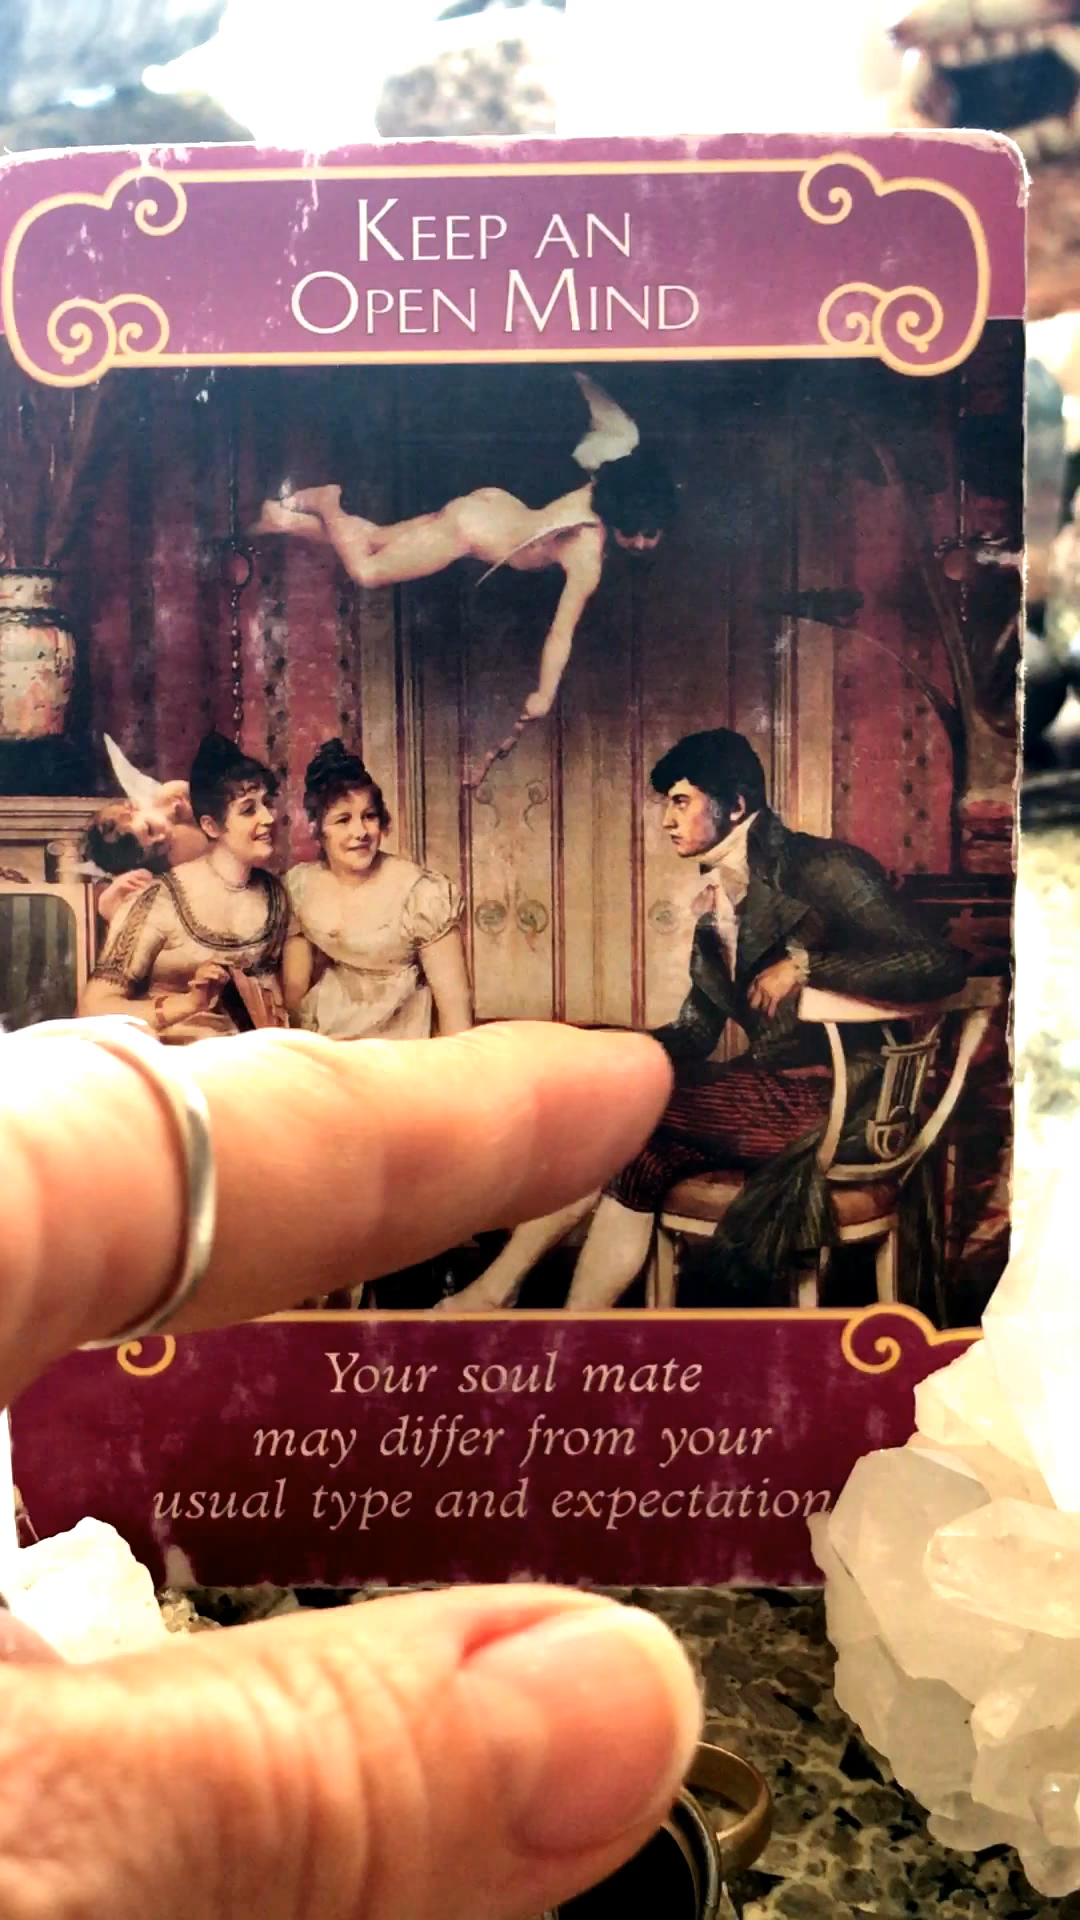 Keep an
Open Mind
Your soul mate
may differ from your
usual type and expectation